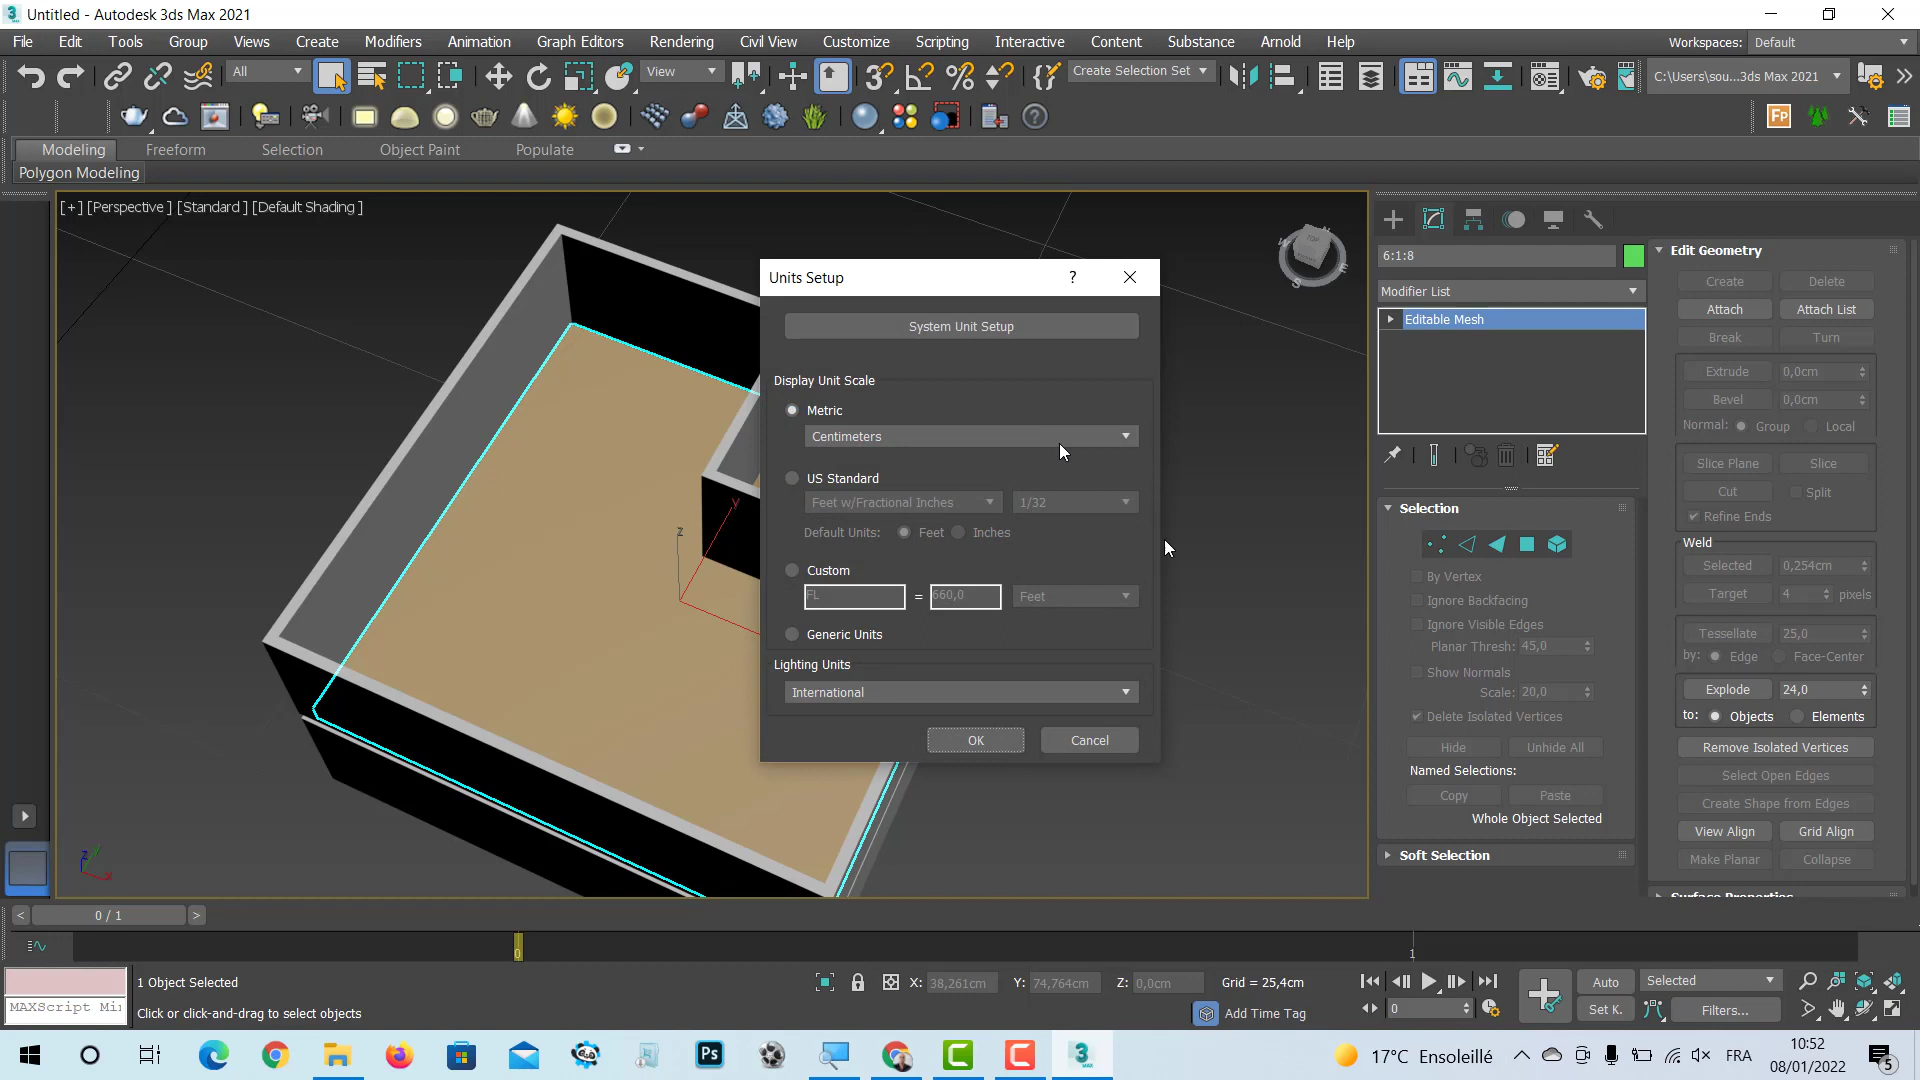 Untitled - Autodesk 3ds Max 2021
File Edit Tools Group Views Create Modifiers Animation Graph Editors Rendering Civil View Customize Scripting Interactive Content Substance Arnold Help Workspaces: Default
All View Create Selection Set C:\Users\sou...3ds Max 2021
Modeling Freeform Selection Object Paint Populate
Polygon Modeling
[+] [Perspective ] [Standard ] [Default Shading ]
Units Setup ?
System Unit Setup
Display Unit Scale
Metric
Centimeters
US Standard
Feet w/Fractional Inches 1/32
Default Units: Feet Inches
Custom
FL = 660,0 Feet
Generic Units
Lighting Units
International
OK Cancel
6:1:8
Modifier List
Editable Mesh
Selection
By Vertex
Ignore Backfacing
Ignore Visible Edges
Planar Thresh: 45,0
Show Normals
Scale: 20,0
Delete Isolated Vertices
Hide Unhide All
Named Selections:
Copy Paste
Whole Object Selected
Soft Selection
Edit Geometry
Create Delete
Attach Attach List
Break Turn
Extrude 0,0cm
Bevel 0,0cm
Normal: Group Local
Slice Plane Slice
Cut Split
Refine Ends
Weld
Selected 0,254cm
Target 4 pixels
Tessellate 25,0
by: Edge Face-Center
Explode 24,0
to: Objects Elements
Remove Isolated Vertices
Select Open Edges
Create Shape from Edges
View Align Grid Align
Make Planar Collapse
Surface Properties
< 0 / 1 >
0 1
1 Object Selected X: 38,261cm Y: 74,764cm Z: 0,0cm Grid = 25,4cm Auto Selected
MAXScript Mi Click or click-and-drag to select objects Add Time Tag 0 Set K. Filters...
17°C Ensoleillé FRA 10:52
08/01/2022 5